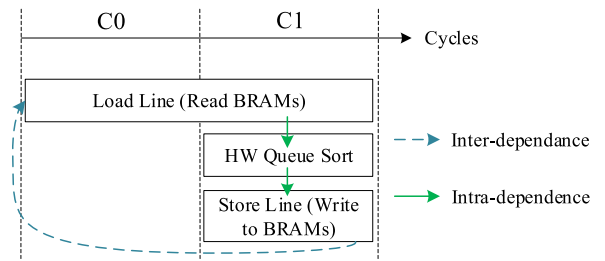 C0
C1
Cycles
Load Line (Read BRAMs)
HW Queue Sort
Store Line (Write
to BRAMs)
Inter-dependance
Intra-dependence